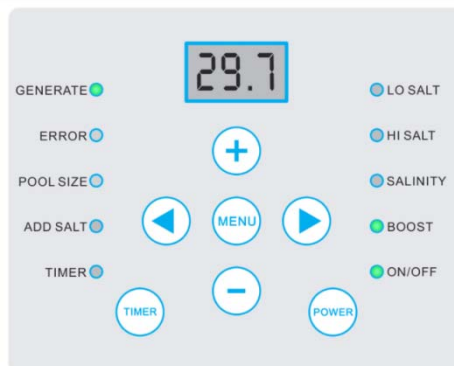 29.7
GENERATE
LO SALT
ERROR
HI SALT
POOL SIZE
SALINITY
ADD SALT
MENU
BOOST
TIMER
ON/OFF
TIMER
POWER